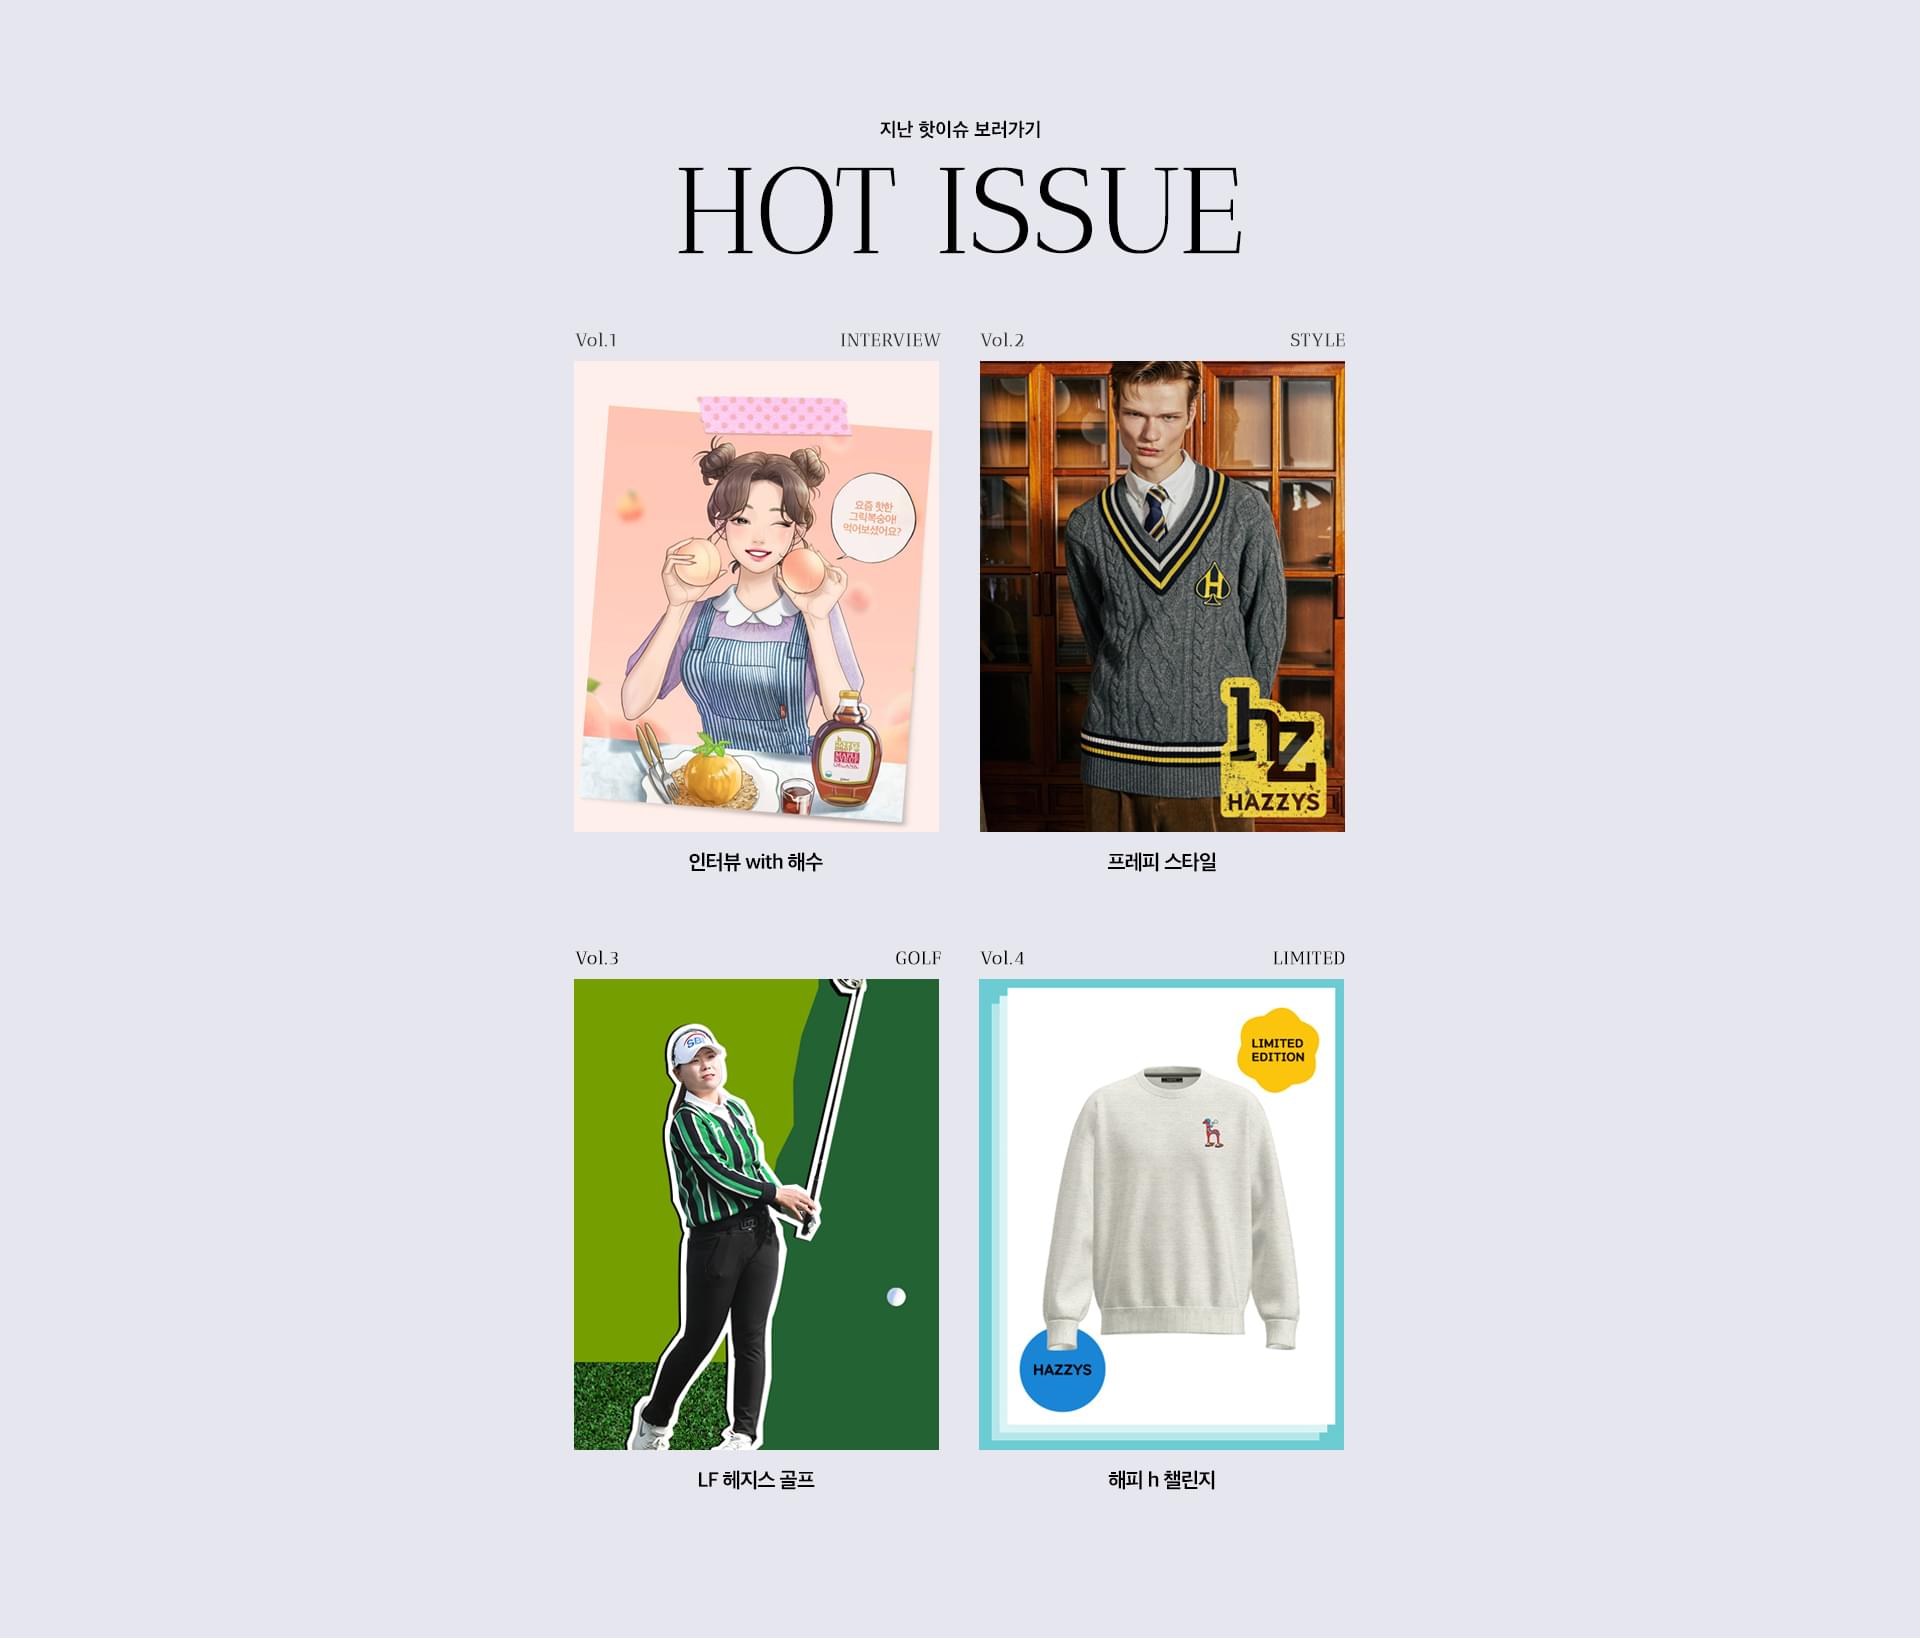 지난 핫이슈 보러가기
HOT ISSUE
Vol.1
INTERVIEW
요즘 핫한
그릭복숭아!
먹어보셨어요?
MAPLE
SYRUP
인터뷰 with 해수
Vol.2
STYLE
H
hz
HAZZYS
프레피 스타일
Vol.3
GOLF
SBI
LF 헤지스 골프
Vol.4
LIMITED
LIMITED
EDITION
h
HAZZYS
해피 h 챌린지